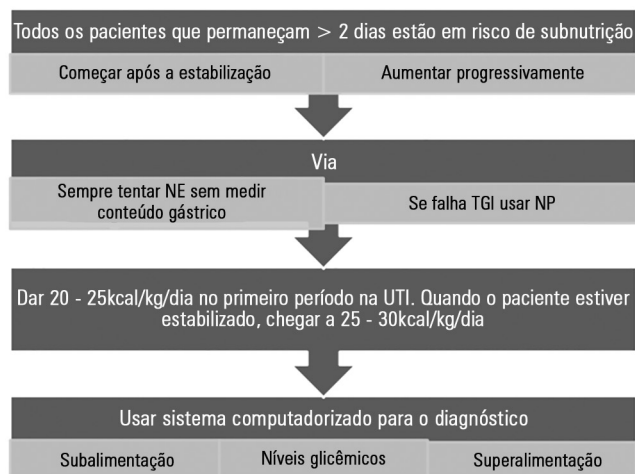 Todos os pacientes que permaneçam > 2 dias estão em risco de subnutrição
Começar após a estabilização
Aumentar progressivamente
Via
Sempre tentar NE sem medir
conteúdo gástrico
Se falha TGI usar NP
Dar 20 - 25kcal/kg/dia no primeiro período na UTI. Quando o paciente estiver
estabilizado, chegar a 25 - 30kcal/kg/dia
Usar sistema computadorizado para o diagnóstico
Subalimentação
Níveis glicêmicos
Superalimentação